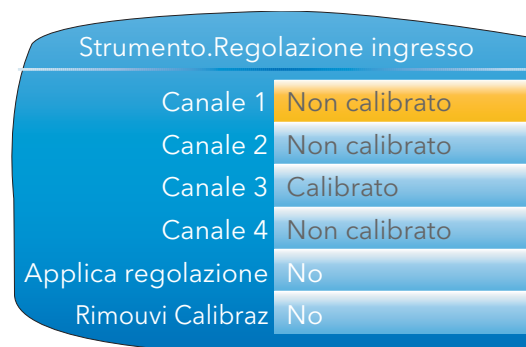 Strumento.Regolazione ingresso
Canale 1 Non calibrato
Canale 2 Non calibrato
Canale 3 Calibrato
Canale 4 Non calibrato
Applica regolazione No
Rimouvi Calibraz No